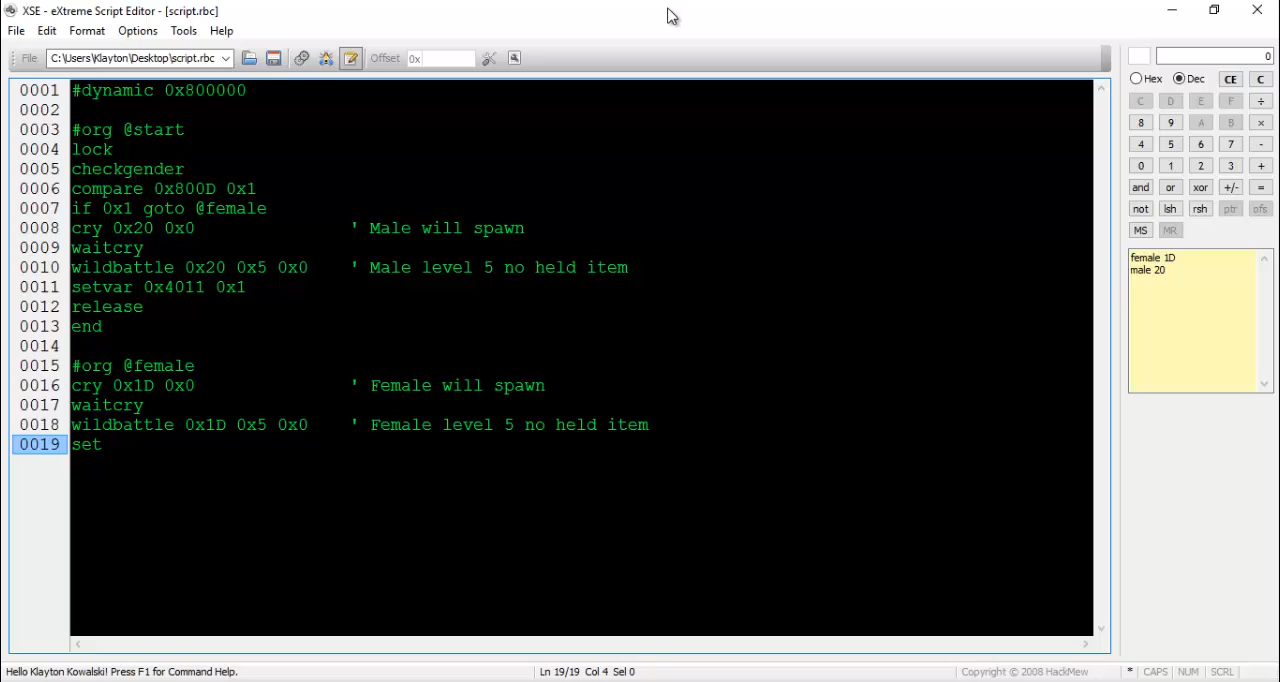 XSE - eXtreme Script Editor - [script.rbc]
File Edit Format Options Tools Help
File C:\Users\Klayton\Desktop\script.rbc Offset 0x
0
Hex Dec CE C
C D E F ÷
8 9 A B ×
4 5 6 7 -
0 1 2 3 +
and or xor +/- =
not lsh rsh ptr ofs
MS MR
female 1D
male 20
0001 #dynamic 0x800000
0002
0003 #org @start
0004 lock
0005 checkgender
0006 compare 0x800D 0x1
0007 if 0x1 goto @female
0008 cry 0x20 0x0 ' Male will spawn
0009 waitcry
0010 wildbattle 0x20 0x5 0x0 ' Male level 5 no held item
0011 setvar 0x4011 0x1
0012 release
0013 end
0014
0015 #org @female
0016 cry 0x1D 0x0 ' Female will spawn
0017 waitcry
0018 wildbattle 0x1D 0x5 0x0 ' Female level 5 no held item
0019 set
Hello Klayton Kowalski! Press F1 for Command Help. Ln 19/19 Col 4 Sel 0 Copyright © 2008 HackMew * CAPS NUM SCRL